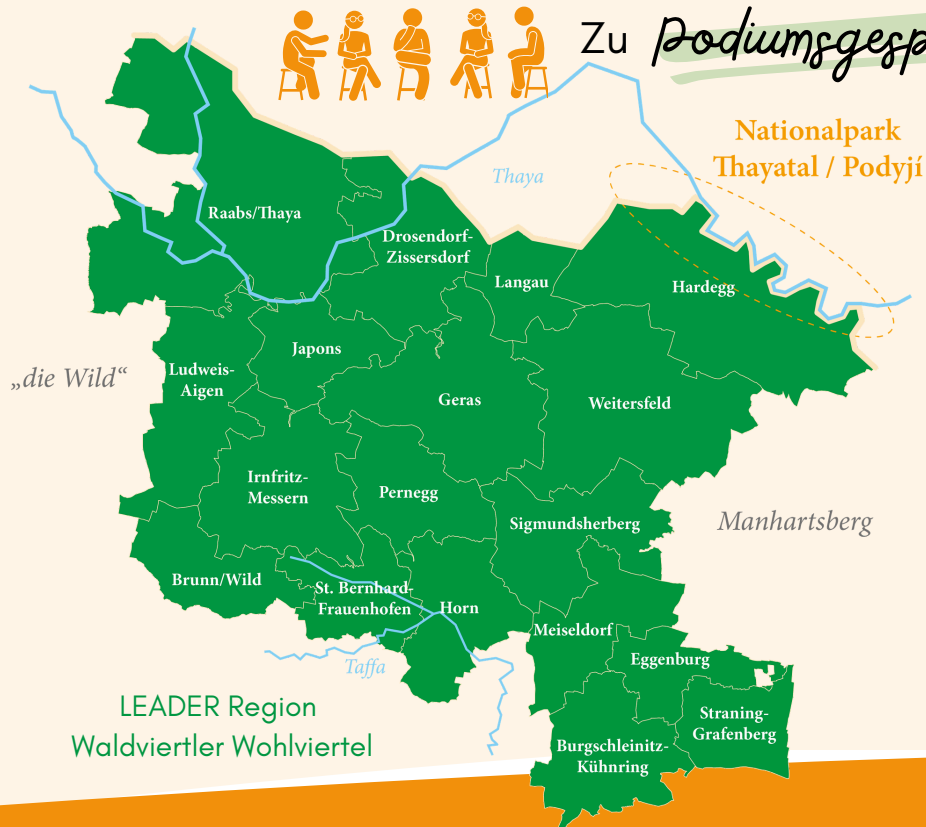 Zu Podiumsgesp
Nationalpark
Thayatal / Podyjí
Thaya
Raabs/Thaya
Drosendorf-
Zissersdorf
Langau
Hardegg
Japons
„die Wild“
Ludweis-
Aigen
Geras
Weitersfeld
Irnfritz-
Messern
Pernegg
Sigmundsherberg
Manhartsberg
Brunn/Wild
St. Bernhard-
Frauenhofen
Horn
Meiseldorf
Taffa
Eggenburg
LEADER Region
Waldviertler Wohlviertel
Straning-
Grafenberg
Burgschleinitz-
Kühnring